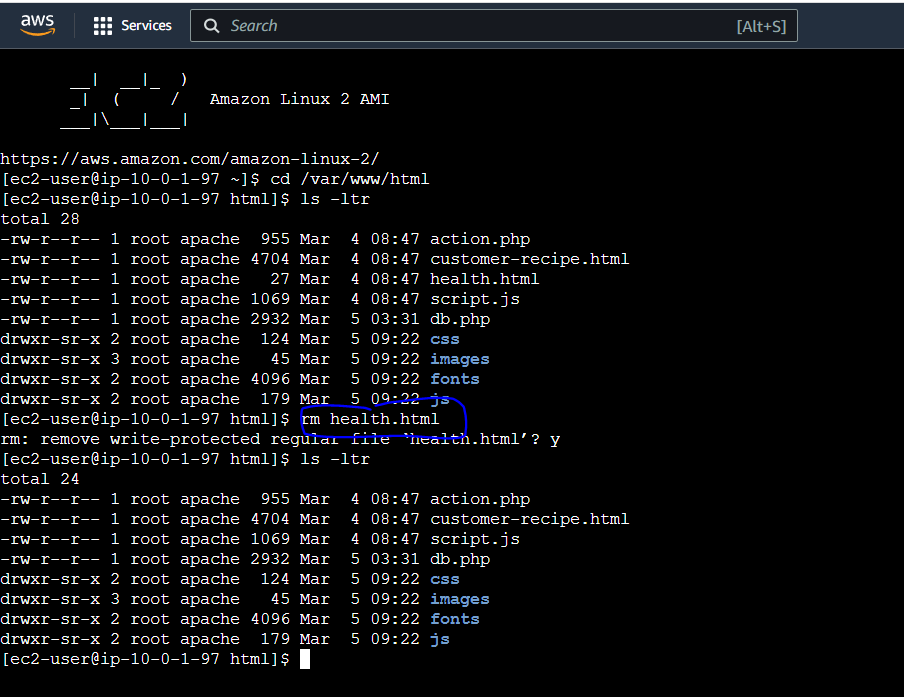 aws Services Search [Alt+S]
__|  __|_  )
_|  (     /   Amazon Linux 2 AMI
___|\___|___|
https://aws.amazon.com/amazon-linux-2/
[ec2-user@ip-10-0-1-97 ~]$ cd /var/www/html
[ec2-user@ip-10-0-1-97 html]$ ls -ltr
total 28
-rw-r--r-- 1 root apache  955 Mar  4 08:47 action.php
-rw-r--r-- 1 root apache 4704 Mar  4 08:47 customer-recipe.html
-rw-r--r-- 1 root apache   27 Mar  4 08:47 health.html
-rw-r--r-- 1 root apache 1069 Mar  4 08:47 script.js
-rw-r--r-- 1 root apache 2932 Mar  5 03:31 db.php
drwxr-sr-x 2 root apache  124 Mar  5 09:22 css
drwxr-sr-x 3 root apache   45 Mar  5 09:22 images
drwxr-sr-x 2 root apache 4096 Mar  5 09:22 fonts
drwxr-sr-x 2 root apache  179 Mar  5 09:22 js
[ec2-user@ip-10-0-1-97 html]$ rm health.html
rm: remove write-protected regular file ‘health.html’? y
[ec2-user@ip-10-0-1-97 html]$ ls -ltr
total 24
-rw-r--r-- 1 root apache  955 Mar  4 08:47 action.php
-rw-r--r-- 1 root apache 4704 Mar  4 08:47 customer-recipe.html
-rw-r--r-- 1 root apache 1069 Mar  4 08:47 script.js
-rw-r--r-- 1 root apache 2932 Mar  5 03:31 db.php
drwxr-sr-x 2 root apache  124 Mar  5 09:22 css
drwxr-sr-x 3 root apache   45 Mar  5 09:22 images
drwxr-sr-x 2 root apache 4096 Mar  5 09:22 fonts
drwxr-sr-x 2 root apache  179 Mar  5 09:22 js
[ec2-user@ip-10-0-1-97 html]$